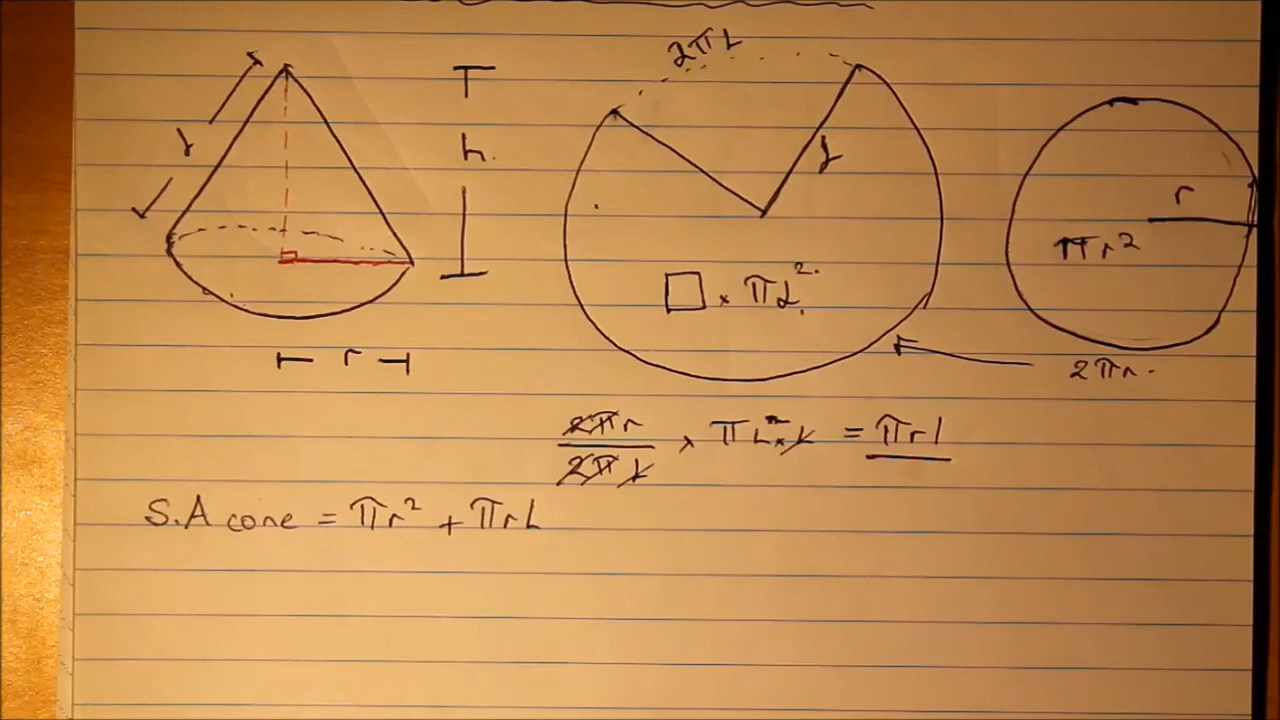 2πL
l
h
l
r
□ × πL²
πr²
r
2πr
2πr / 2πL × πL² × L = πrl
S.A cone = πr² + πrL